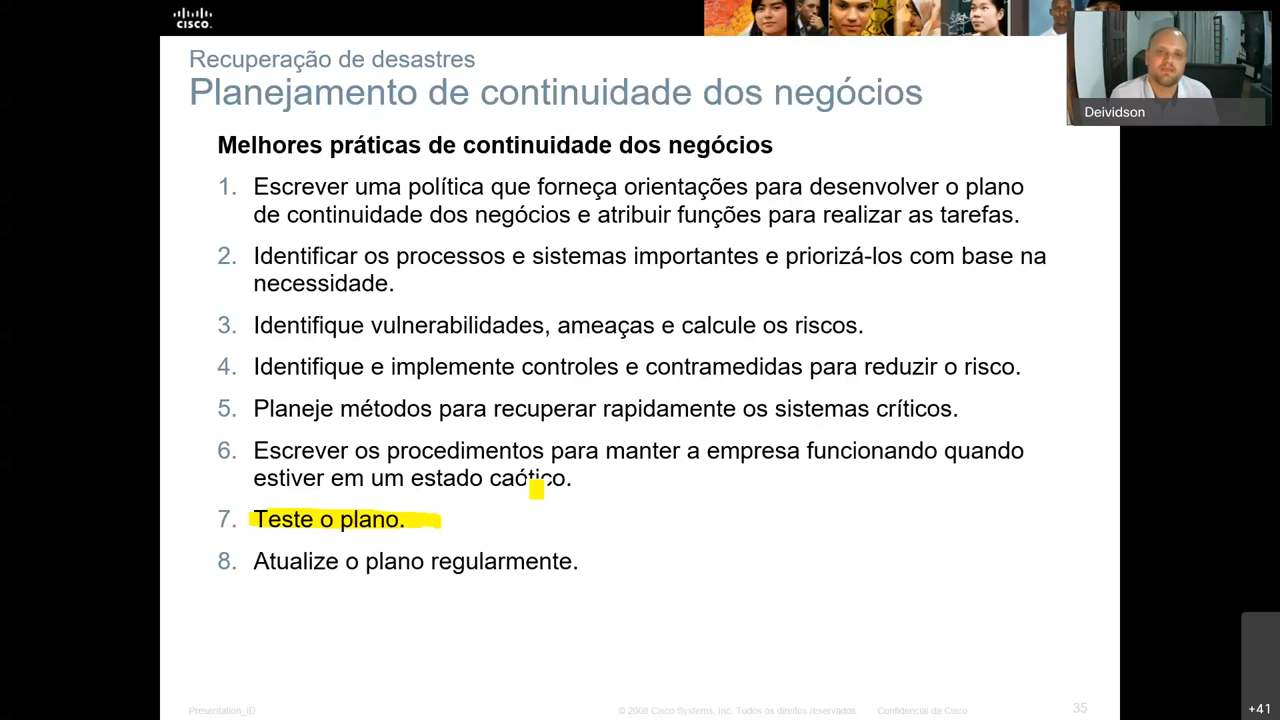 CISCO
Recuperação de desastres
Planejamento de continuidade dos negócios
Deividson
Melhores práticas de continuidade dos negócios
1. Escrever uma política que forneça orientações para desenvolver o plano
de continuidade dos negócios e atribuir funções para realizar as tarefas.
2. Identificar os processos e sistemas importantes e priorizá-los com base na
necessidade.
3. Identifique vulnerabilidades, ameaças e calcule os riscos.
4. Identifique e implemente controles e contramedidas para reduzir o risco.
5. Planeje métodos para recuperar rapidamente os sistemas críticos.
6. Escrever os procedimentos para manter a empresa funcionando quando
estiver em um estado caótico.
7. Teste o plano.
8. Atualize o plano regularmente.
Presentation_ID © 2008 Cisco Systems, Inc. Todos os direitos reservados. Confidencial da Cisco 35
+41